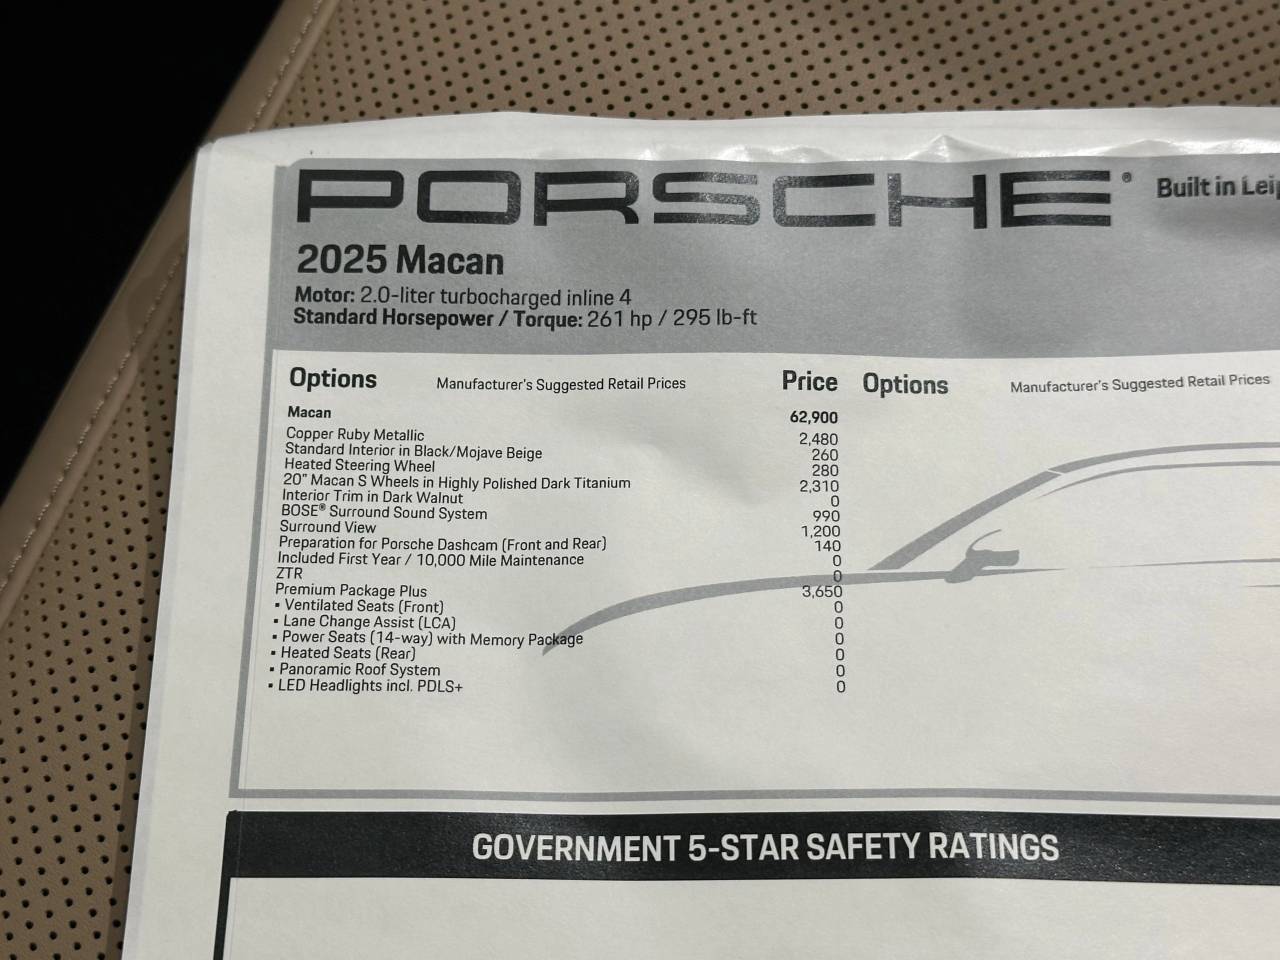 PORSCHE® Built in
2025 Macan
Motor: 2.0-liter turbocharged inline 4
Standard Horsepower / Torque: 261 hp / 295 lb-ft
Options Manufacturer's Suggested Retail Prices Price Options Manufacturer's Suggested Retail Prices
Macan 62,900
Copper Ruby Metallic 2,480
Standard Interior in Black/Mojave Beige 260
Heated Steering Wheel 280
20" Macan S Wheels in Highly Polished Dark Titanium 2,310
Interior Trim in Dark Walnut 0
BOSE® Surround Sound System 990
Surround View 1,200
Preparation for Porsche Dashcam (Front and Rear) 140
Included First Year / 10,000 Mile Maintenance 0
ZTR 0
Premium Package Plus 3,650
▪ Ventilated Seats (Front) 0
▪ Lane Change Assist (LCA) 0
▪ Power Seats (14-way) with Memory Package 0
▪ Heated Seats (Rear) 0
▪ Panoramic Roof System 0
▪ LED Headlights incl. PDLS+ 0
GOVERNMENT 5-STAR SAFETY RATINGS